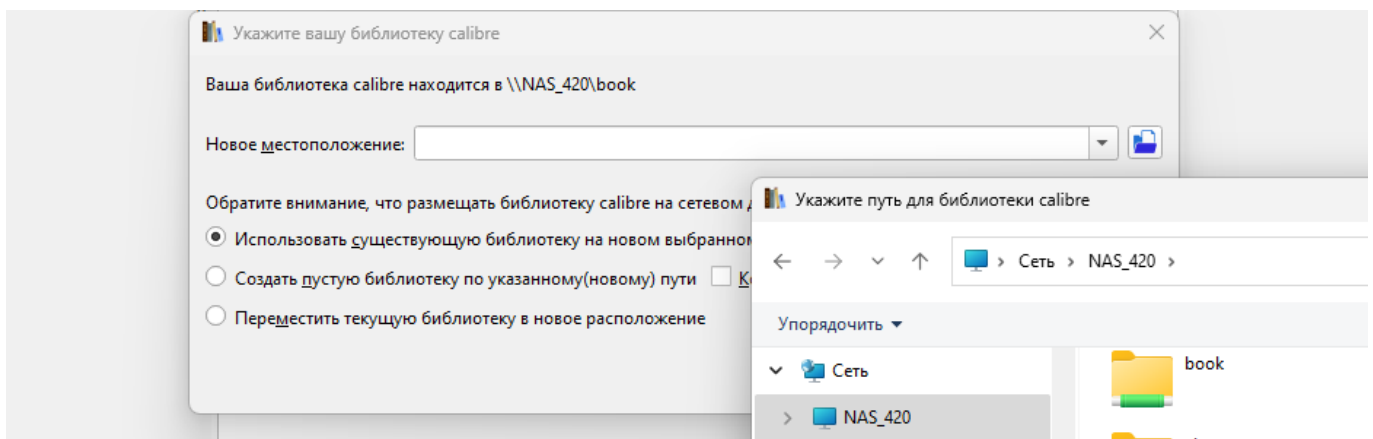 Укажите вашу библиотеку calibre
Ваша библиотека calibre находится в \\NAS_420\book
Новое местоположение:
Обратите внимание, что размещать библиотеку calibre на сетевом
Укажите путь для библиотеки calibre
Использовать существующую библиотеку на новом
Создать пустую библиотеку по указанному(новому) пути
Переместить текущую библиотеку в новое расположение
Сеть > NAS_420 >
Упорядочить
Сеть
book
NAS_420